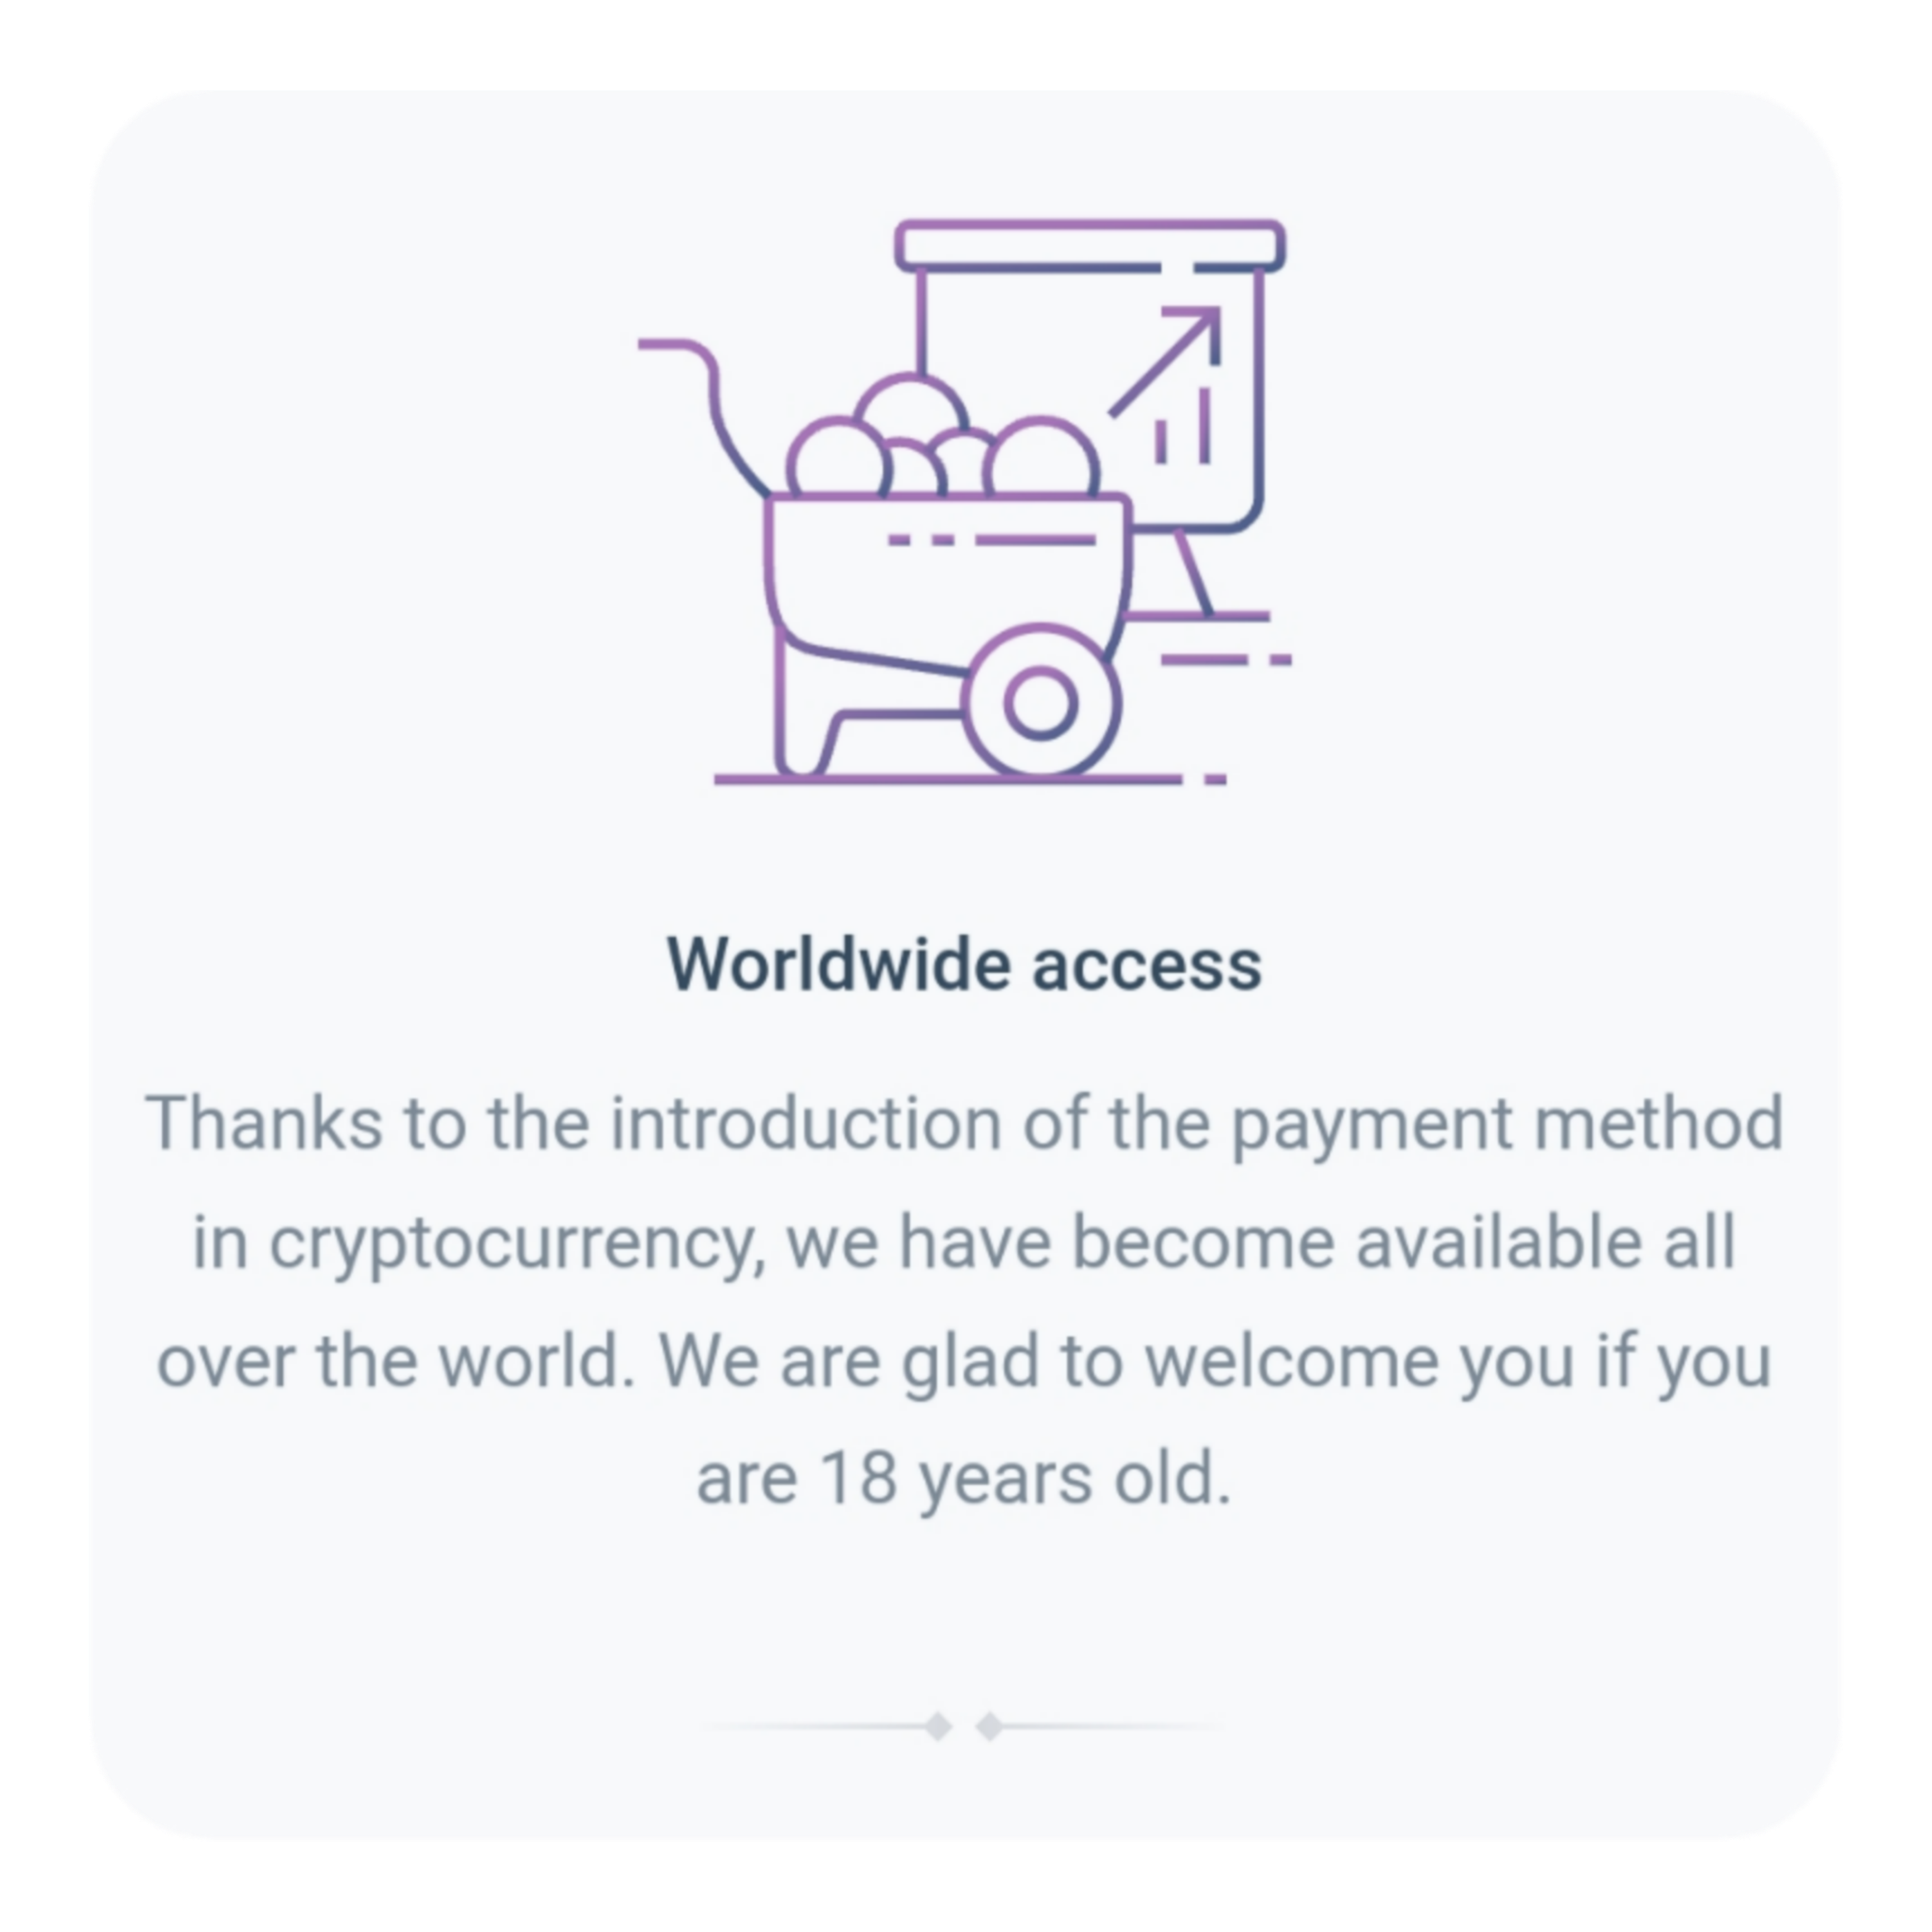 Worldwide access
Thanks to the introduction of the payment method
in cryptocurrency, we have become available all
over the world. We are glad to welcome you if you
are 18 years old.